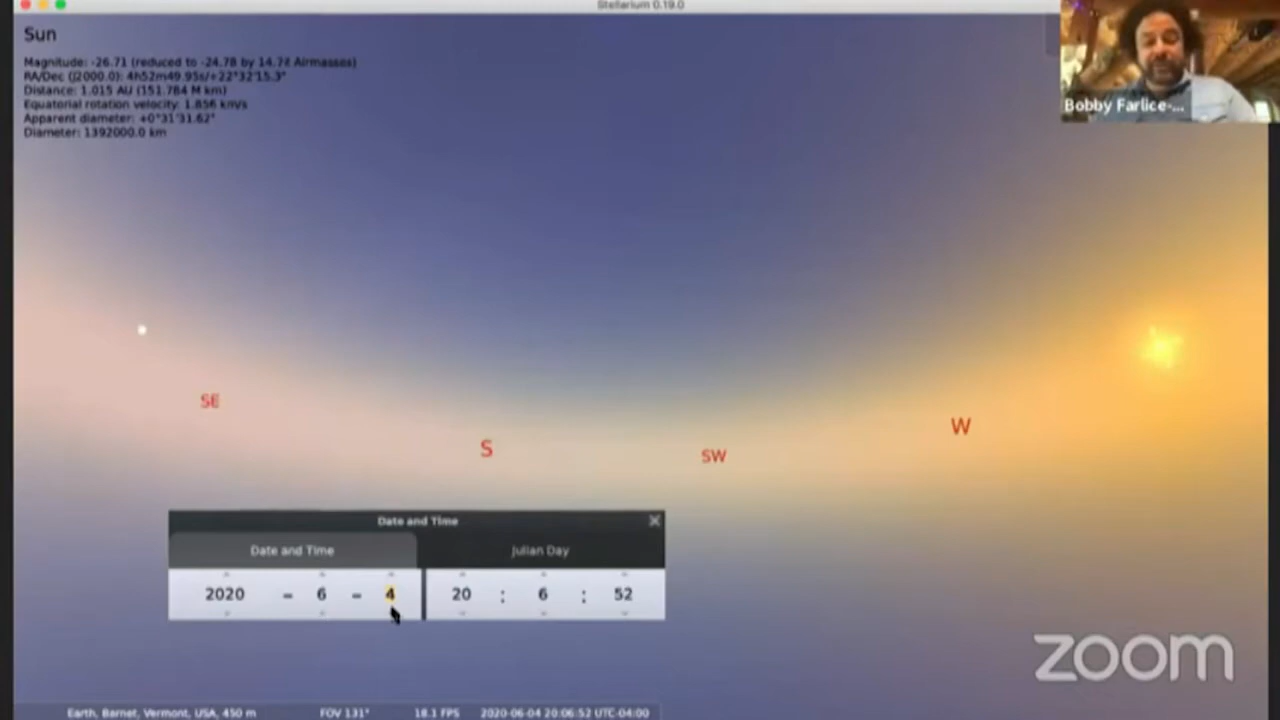 Stellarium 0.19.0
Sun
Magnitude: -26.71 (reduced to -24.78 by 14.74 Airmasses)
RA/Dec (J2000.0): 4h52m49.95s/+22°32'15.3"
Distance: 1.015 AU (151.784 M km)
Equatorial rotation velocity: 1.856 km/s
Apparent diameter: +0°31'31.62"
Diameter: 1392000.0 km
Bobby Farlice-...
SE
S
SW
W
Date and Time
Date and Time
Julian Day
2020 - 6 - 4
20 : 6 : 52
zoom
Earth, Barnet, Vermont, USA, 450 m
FOV 131°
18.1 FPS
2020-06-04 20:06:52 UTC-04:00